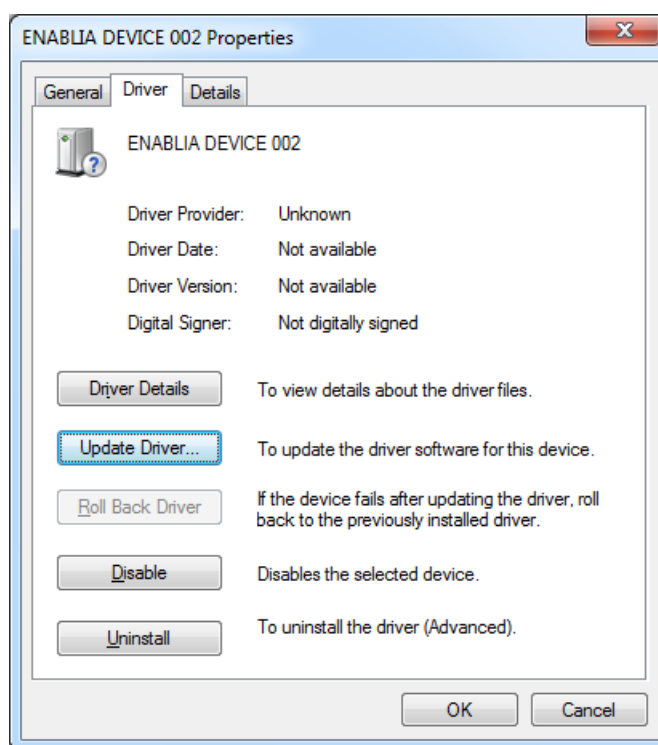 ENABLIA DEVICE 002 Properties
General Driver Details
ENABLIA DEVICE 002
Driver Provider: Unknown
Driver Date: Not available
Driver Version: Not available
Digital Signer: Not digitally signed
Driver Details To view details about the driver files.
Update Driver... To update the driver software for this device.
Roll Back Driver If the device fails after updating the driver, roll
back to the previously installed driver.
Disable Disables the selected device.
Uninstall To uninstall the driver (Advanced).
OK Cancel